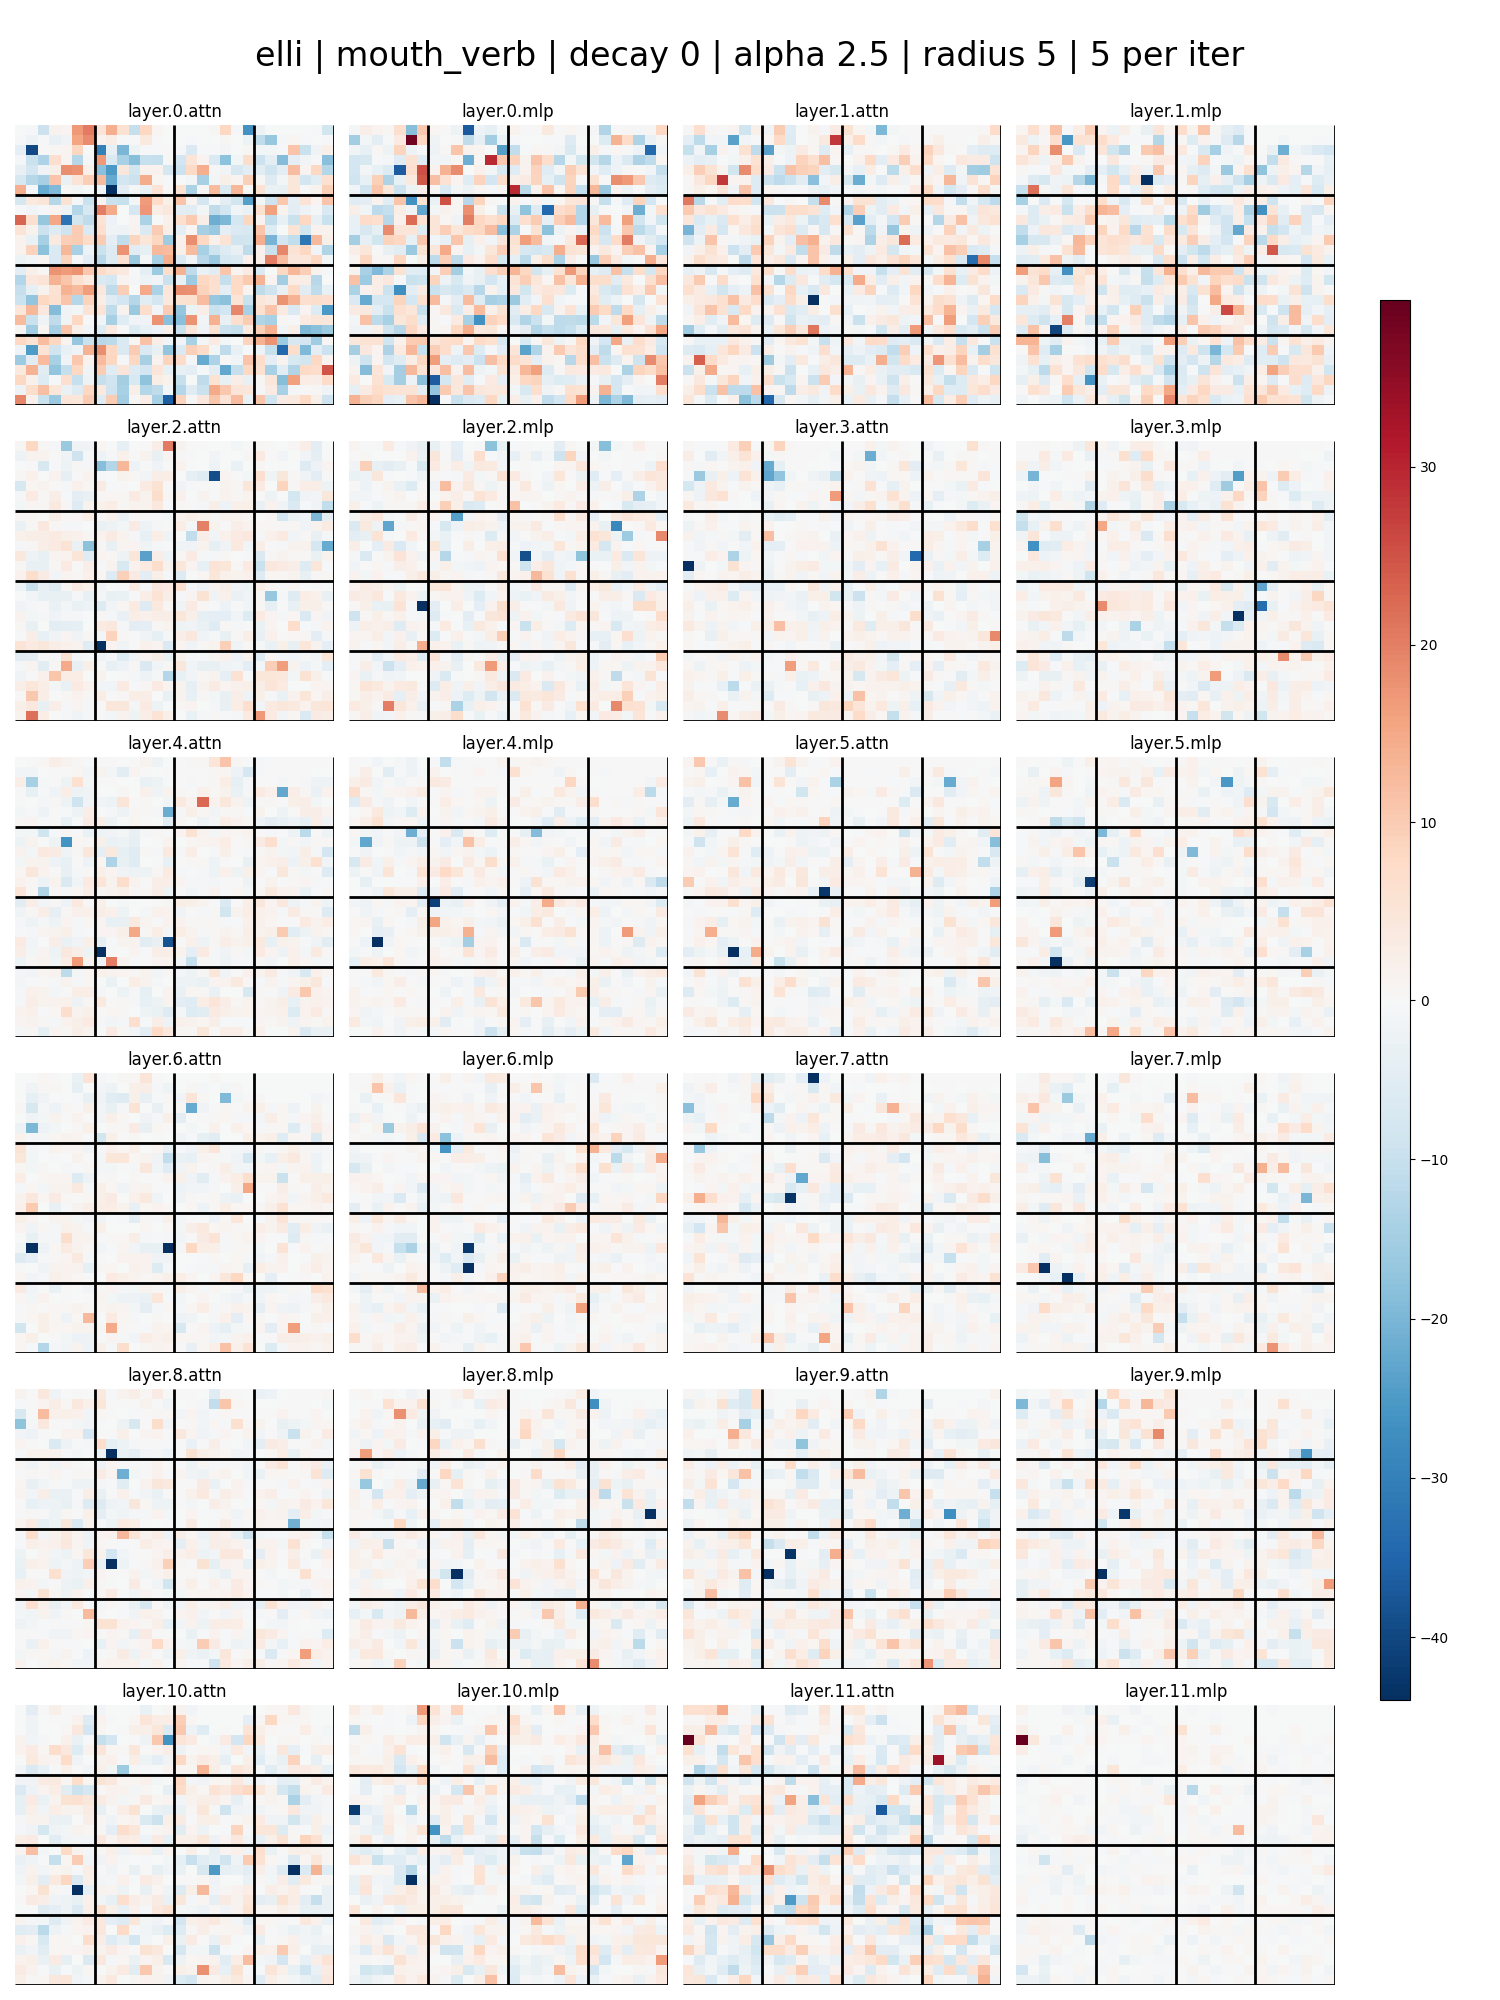 elli | mouth_verb | decay 0 | alpha 2.5 | radius 5 | 5 per iter
layer.0.attn
layer.0.mlp
layer.1.attn
layer.1.mlp
layer.2.attn
layer.2.mlp
layer.3.attn
layer.3.mlp
layer.4.attn
layer.4.mlp
layer.5.attn
layer.5.mlp
layer.6.attn
layer.6.mlp
layer.7.attn
layer.7.mlp
layer.8.attn
layer.8.mlp
layer.9.attn
layer.9.mlp
layer.10.attn
layer.10.mlp
layer.11.attn
layer.11.mlp
30
20
10
0
−10
−20
−30
−40